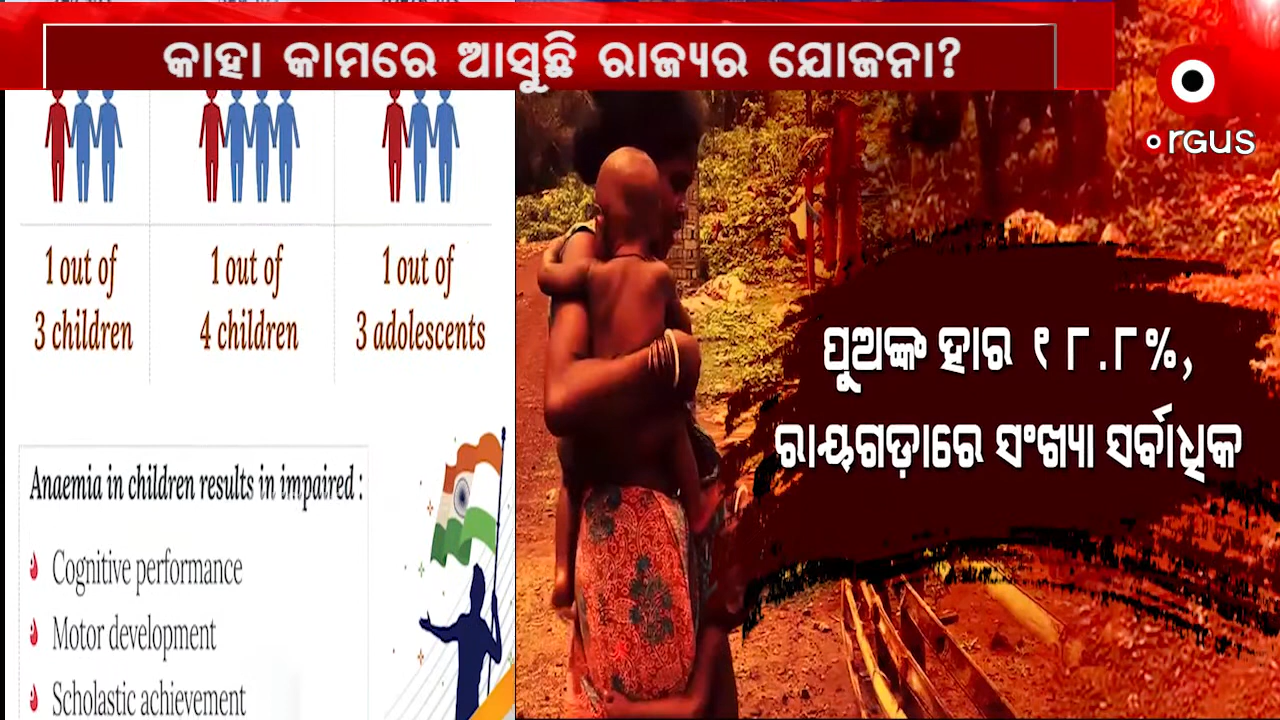 କାହା କାମରେ ଆସୁଛି ରାଜ୍ୟର ଯୋଜନା?
rGus
1 out of
3 children
1 out of
4 children
1 out of
3 adolescents
ପୁଅଙ୍କ ହାର ୧୮.୮%,
ରାୟଗଡ଼ାରେ ସଂଖ୍ୟା ସର୍ବାଧିକ
Anaemia in children results in impaired :
Cognitive performance
Motor development
Scholastic achievement